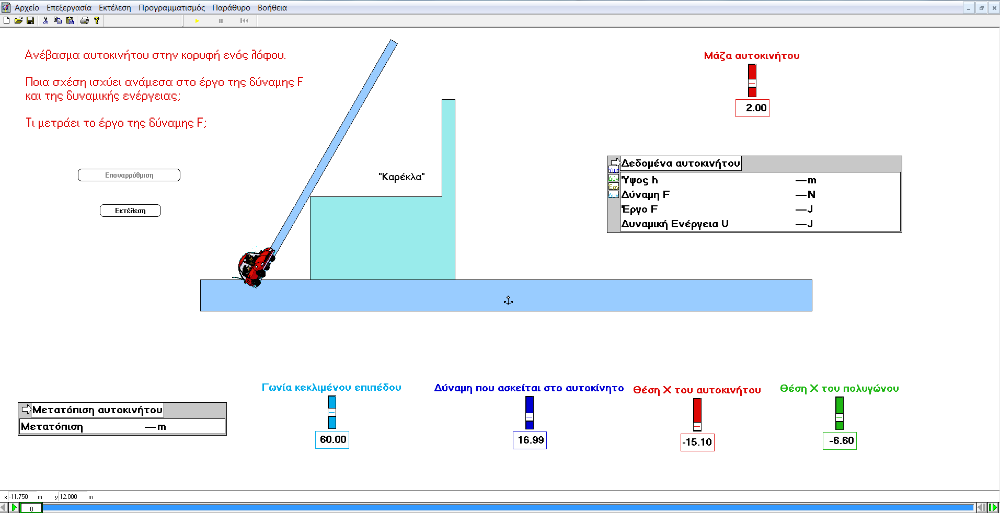 Αρχείο Επεξεργασία Εκτέλεση Προγραμματισμός Παράθυρο Βοήθεια
Ανέβασμα αυτοκινήτου στην κορυφή ενός λόφου.
Ποια σχέση ισχύει ανάμεσα στο έργο της δύναμης F
και της δυναμικής ενέργειας;
Τι μετράει το έργο της δύναμης F;
Επαναρρύθμιση
Εκτέλεση
"Καρέκλα"
Μάζα αυτοκινήτου
2.00
Δεδομένα αυτοκινήτου
Ύψος h —m
Δύναμη F —N
Έργο F —J
Δυναμική Ενέργεια U —J
Γωνία κεκλιμένου επιπέδου
60.00
Δύναμη που ασκείται στο αυτοκίνητο
16.99
Θέση X του αυτοκινήτου
-15.10
Θέση X του πολυγώνου
-6.60
Μετατόπιση αυτοκινήτου
Μετατόπιση —m
x -11.750 m y 12.000 m
0